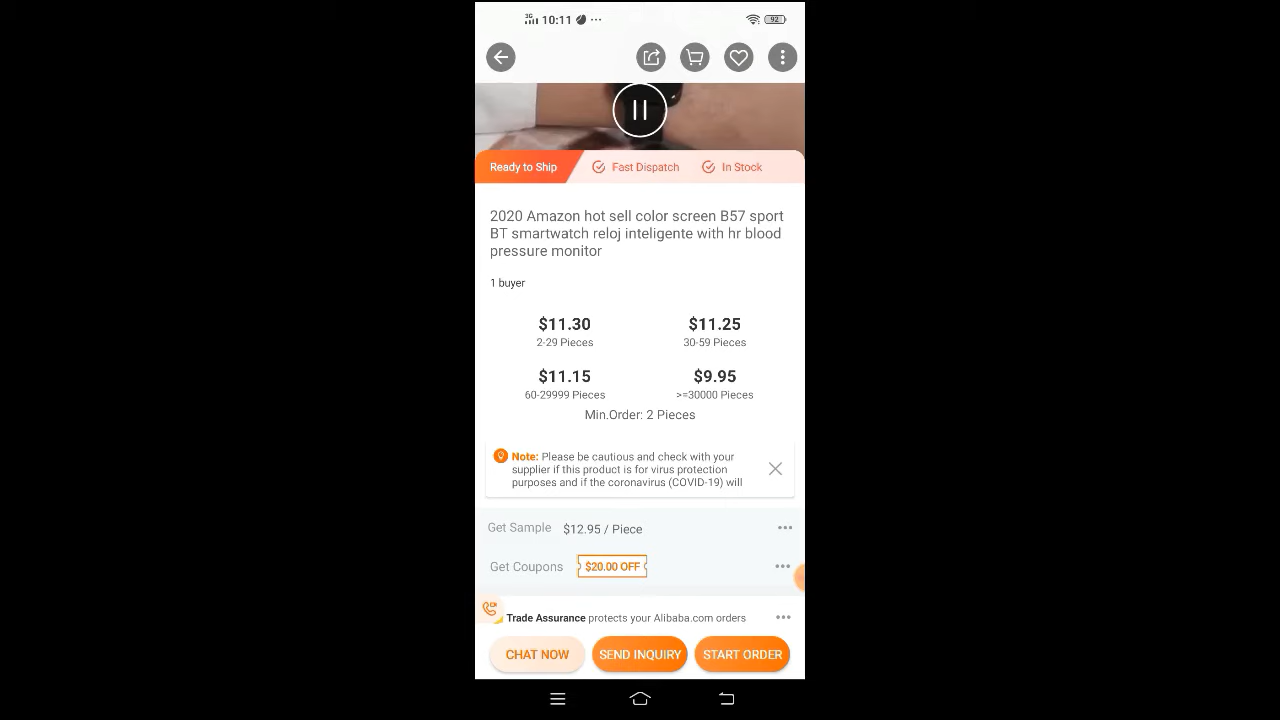 3G 10:11 ··· 92
Ready to Ship Fast Dispatch In Stock
2020 Amazon hot sell color screen B57 sport
BT smartwatch reloj inteligente with hr blood
pressure monitor
1 buyer
$11.30 $11.25
2-29 Pieces 30-59 Pieces
$11.15 $9.95
60-29999 Pieces >=30000 Pieces
Min.Order: 2 Pieces
Note: Please be cautious and check with your
supplier if this product is for virus protection
purposes and if the coronavirus (COVID-19) will
Get Sample $12.95 / Piece
Get Coupons $20.00 OFF
Trade Assurance protects your Alibaba.com orders
CHAT NOW SEND INQUIRY START ORDER